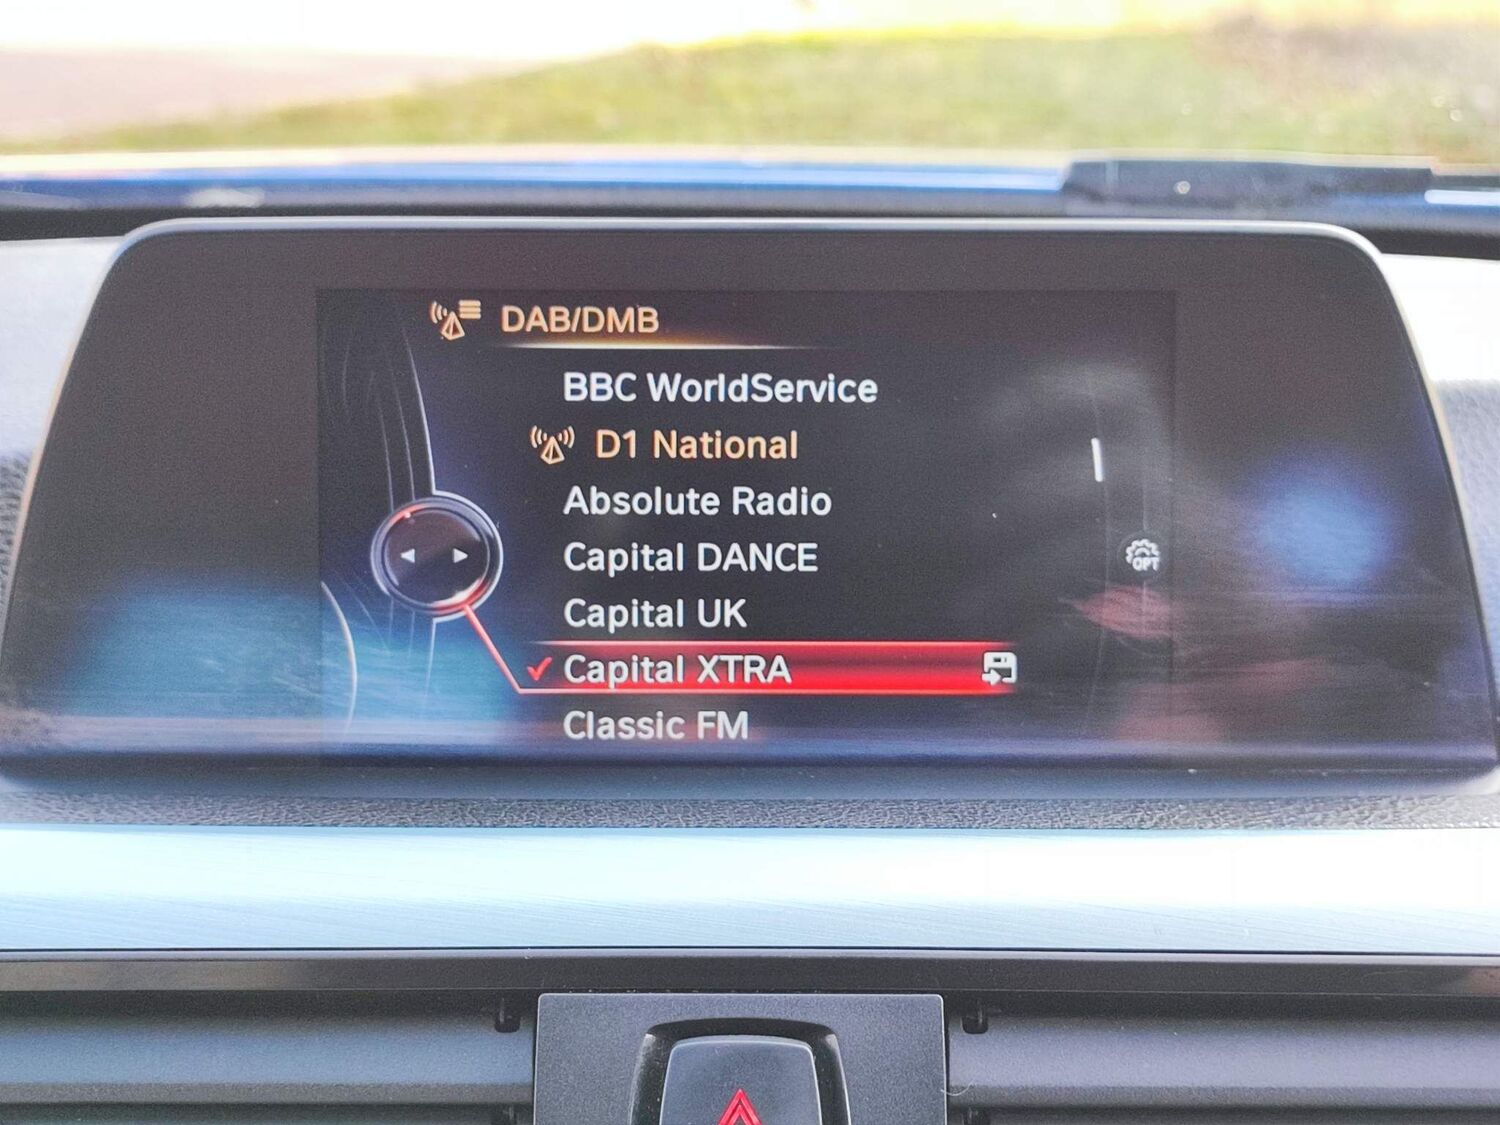 DAB/DMB
BBC WorldService
D1 National
Absolute Radio
Capital DANCE
OPT
Capital UK
Capital XTRA
Classic FM